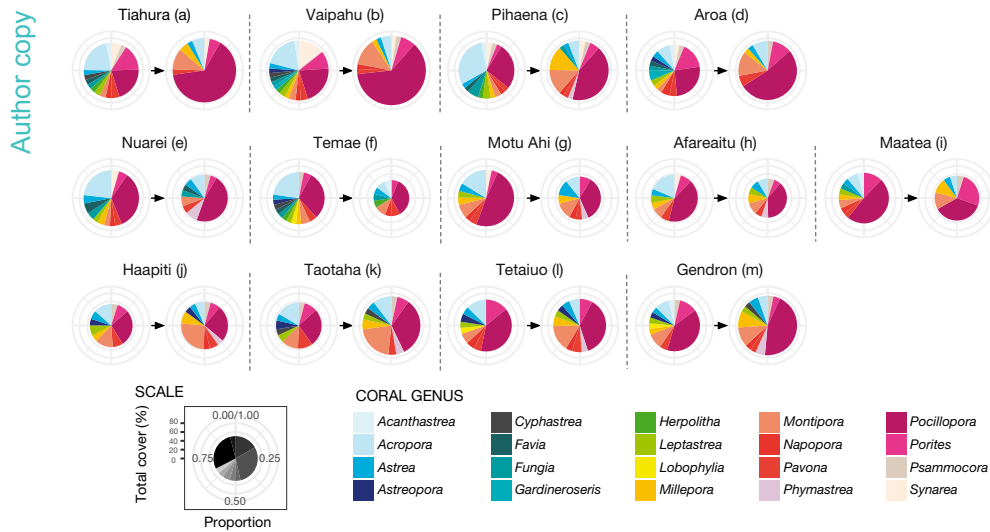 Author copy
Tiahura (a)
Vaipahu (b)
Pihaena (c)
Aroa (d)
Nuarei (e)
Temae (f)
Motu Ahi (g)
Afareaitu (h)
Maatea (i)
Haapiti (j)
Taotaha (k)
Tetaiuo (l)
Gendron (m)
SCALE
Total cover (%)
80
60
40
20
0
0.00/1.00
0.75
0.25
0.50
Proportion
CORAL GENUS
Acanthastrea
Acropora
Astrea
Astreopora
Cyphastrea
Favia
Fungia
Gardineroseris
Herpolitha
Leptastrea
Lobophylia
Millepora
Montipora
Napopora
Pavona
Phymastrea
Pocillopora
Porites
Psammocora
Synarea